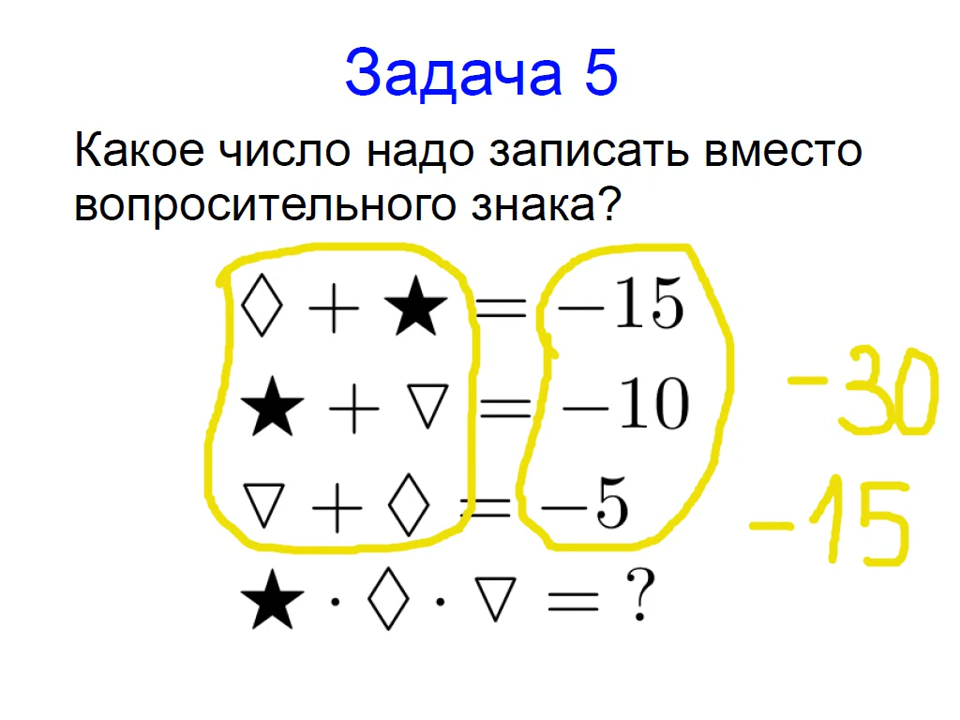 Задача 5
Какое число надо записать вместо
вопросительного знака?
◊ + ★ = −15
★ + ▽ = −10
▽ + ◊ = −5
★ · ◊ · ▽ = ?
−30
−15